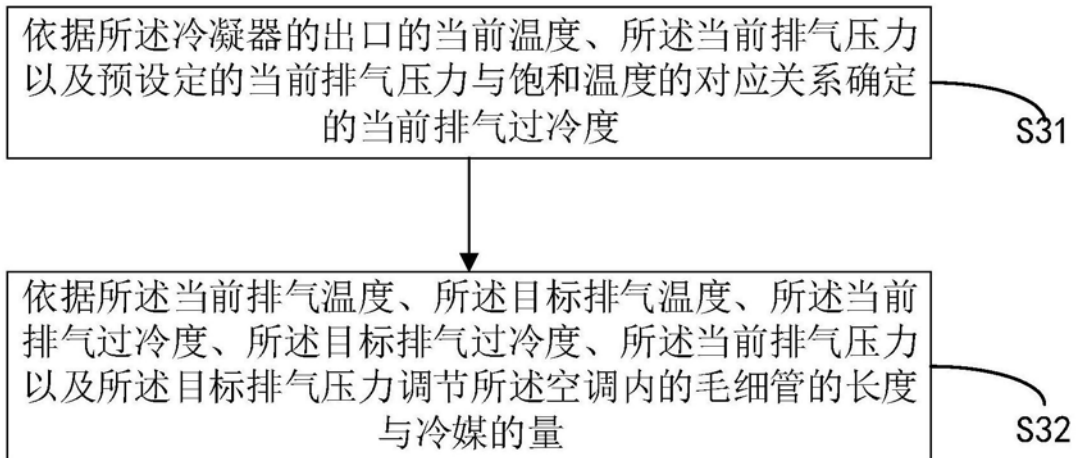 依据所述冷凝器的出口的当前温度、所述当前排气压力
以及预设定的当前排气压力与饱和温度的对应关系确定
的当前排气过冷度
S31
依据所述当前排气温度、所述目标排气温度、所述当前
排气过冷度、所述目标排气过冷度、所述当前排气压力
以及所述目标排气压力调节所述空调内的毛细管的长度
与冷媒的量
S32